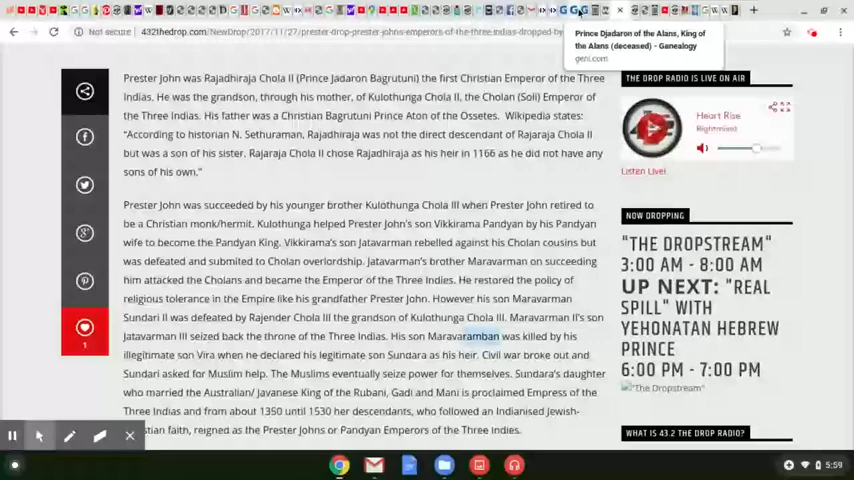 432thedrop.com/NewDrop/2017/11/27/prester-drop-prester-johns-emperors-of-the-three-indias-dropped-by
Prince Djadaron of the Alans, King of
the Alans (deceased) - Genealogy
geni.com
Prester John was Rajadhiraja Chola II (Prince Jadaron Bagrutuni) the first Christian Emperor of the Three
Indias. He was the grandson, through his mother, of Kulothunga Chola II, the Cholan (Soli) Emperor of
the Three Indias. His father was a Christian Bagrutuni Prince Aton of the Ossetes. Wikipedia states:
“According to historian N. Sethuraman, Rajadhiraja was not the direct descendant of Rajaraja Chola II
but was a son of his sister. Rajaraja Chola II chose Rajadhiraja as his heir in 1166 as he did not have any
sons of his own.”
Prester John was succeeded by his younger brother Kulothunga Chola III when Prester John retired to
be a Christian monk/hermit. Kulothunga helped Prester John's son Vikkirama Pandyan by his Pandyan
wife to become the Pandyan King. Vikkirama's son Jatavarman rebelled against his Cholan cousins but
was defeated and submitted to Cholan overlordship. Jatavarman's brother Maravarman on succeeding
him attacked the Cholans and became the Emperor of the Three Indias. He restored the policy of
religious tolerance in the Empire like his grandfather Prester John. However his son Maravarman
Sundari II was defeated by Rajender Chola III the grandson of Kulothunga Chola III. Maravarman II's son
Jatavarman III seized back the throne of the Three Indias. His son Maravaramban was killed by his
illegitimate son Vira when he declared his legitimate son Sundara as his heir. Civil war broke out and
Sundari asked for Muslim help. The Muslims eventually seize power for themselves. Sundara's daughter
who married the Australian/ Javanese King of the Rubani, Gadi and Mani is proclaimed Empress of the
Three Indias and from about 1350 until 1530 her descendants, who followed an Indianised Jewish-
stian faith, reigned as the Prester Johns or Pandyan Emperors of the Three Indies.
1
THE DROP RADIO IS LIVE ON AIR
Heart Rise
Rightmixest
Listen Live!
NOW DROPPING
"THE DROPSTREAM"
3:00 AM - 8:00 AM
UP NEXT: "REAL
SPILL" WITH
YEHONATAN HEBREW
PRINCE
6:00 PM - 7:00 PM
"The Dropstream"
WHAT IS 43.2 THE DROP RADIO?
5:59